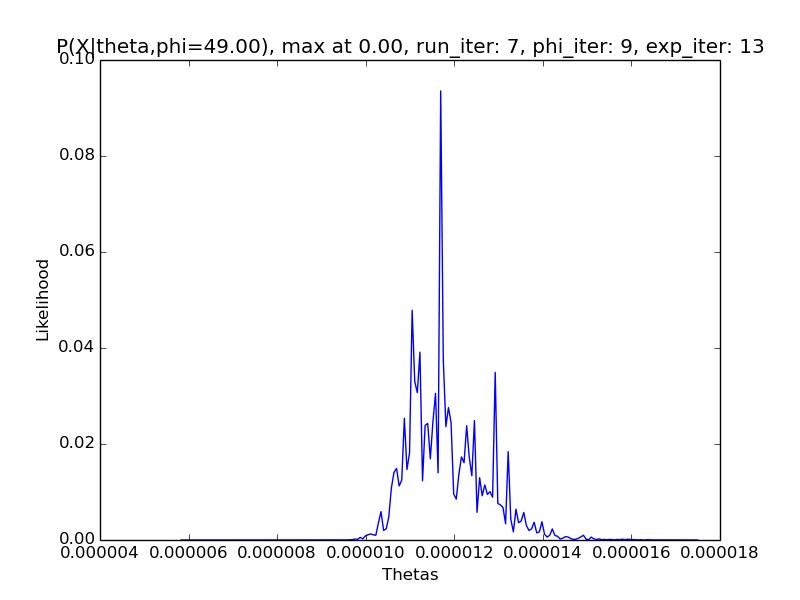 P(X|theta,phi=49.00), max at 0.00, run_iter: 7, phi_iter: 9, exp_iter: 13
0.10
0.08
0.06
Likelihood
0.04
0.02
0.00
0.000004 0.000006 0.000008 0.000010 0.000012 0.000014 0.000016 0.000018
Thetas